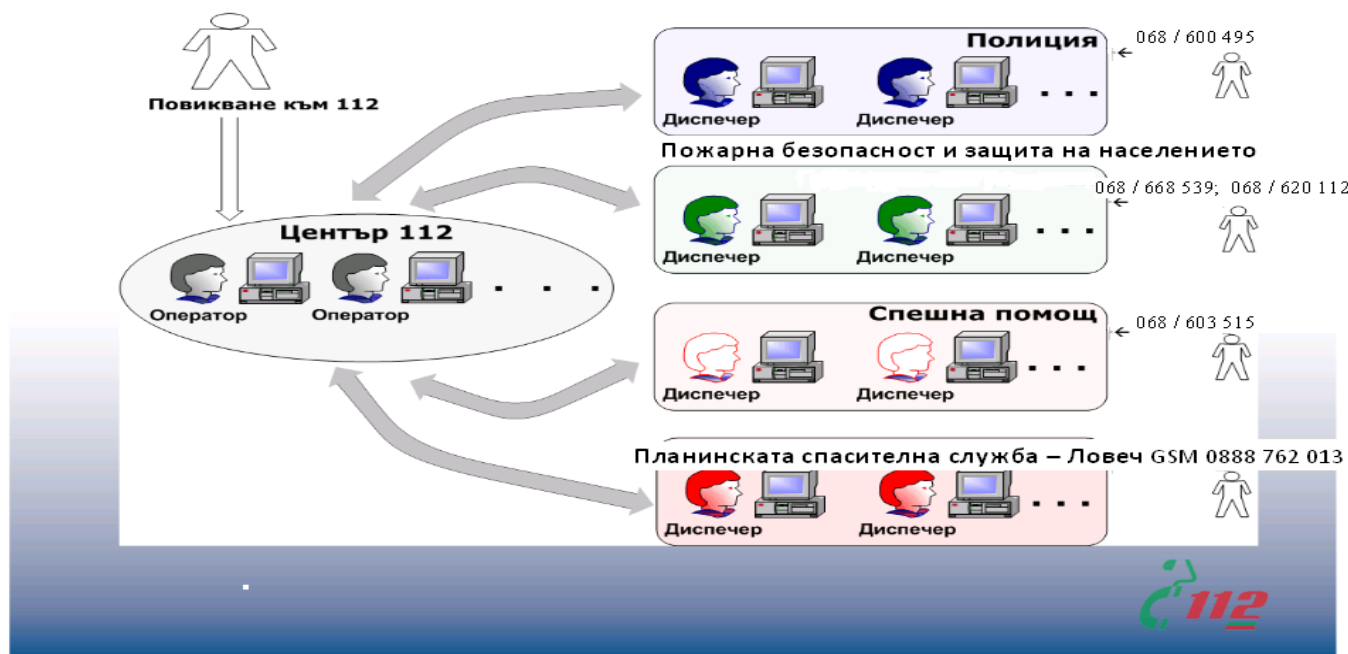 Повикване към 112
Център 112
Оператор
Оператор
Полиция
068 / 600 495
Диспечер
Диспечер
Пожарна безопасност и защита на населението
068 / 668 539; 068 / 620 112
Диспечер
Диспечер
Спешна помощ
068 / 603 515
Диспечер
Диспечер
Планинската спасителна служба – Ловеч GSM 0888 762 013
Диспечер
Диспечер
112